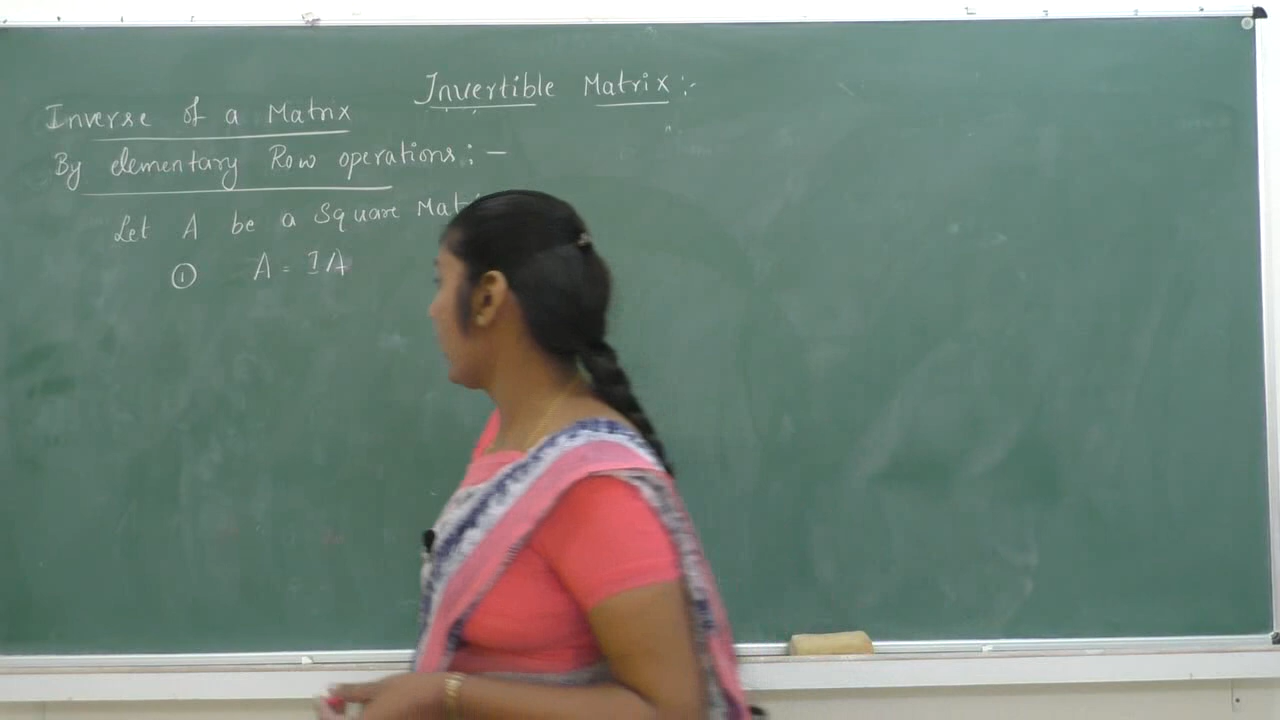 Invertible Matrix :-
Inverse of a Matrix
By elementary Row operations :-
Let A be a Square
① A = IA